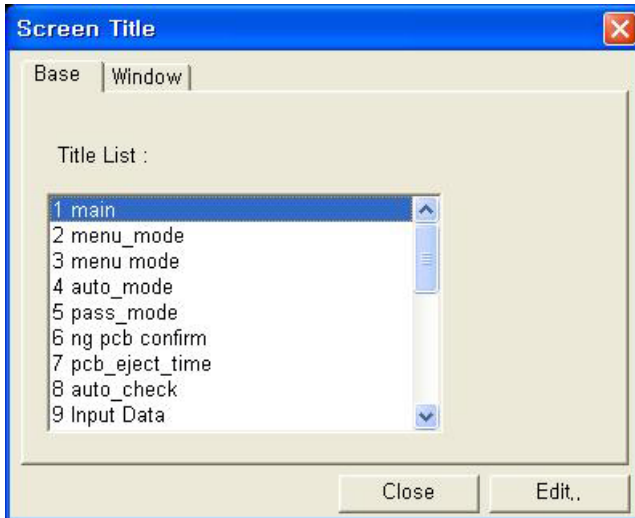 Screen Title
Base Window
Title List :
1 main
2 menu_mode
3 menu mode
4 auto_mode
5 pass_mode
6 ng pcb confirm
7 pcb_eject_time
8 auto_check
9 Input Data
Close Edit,,